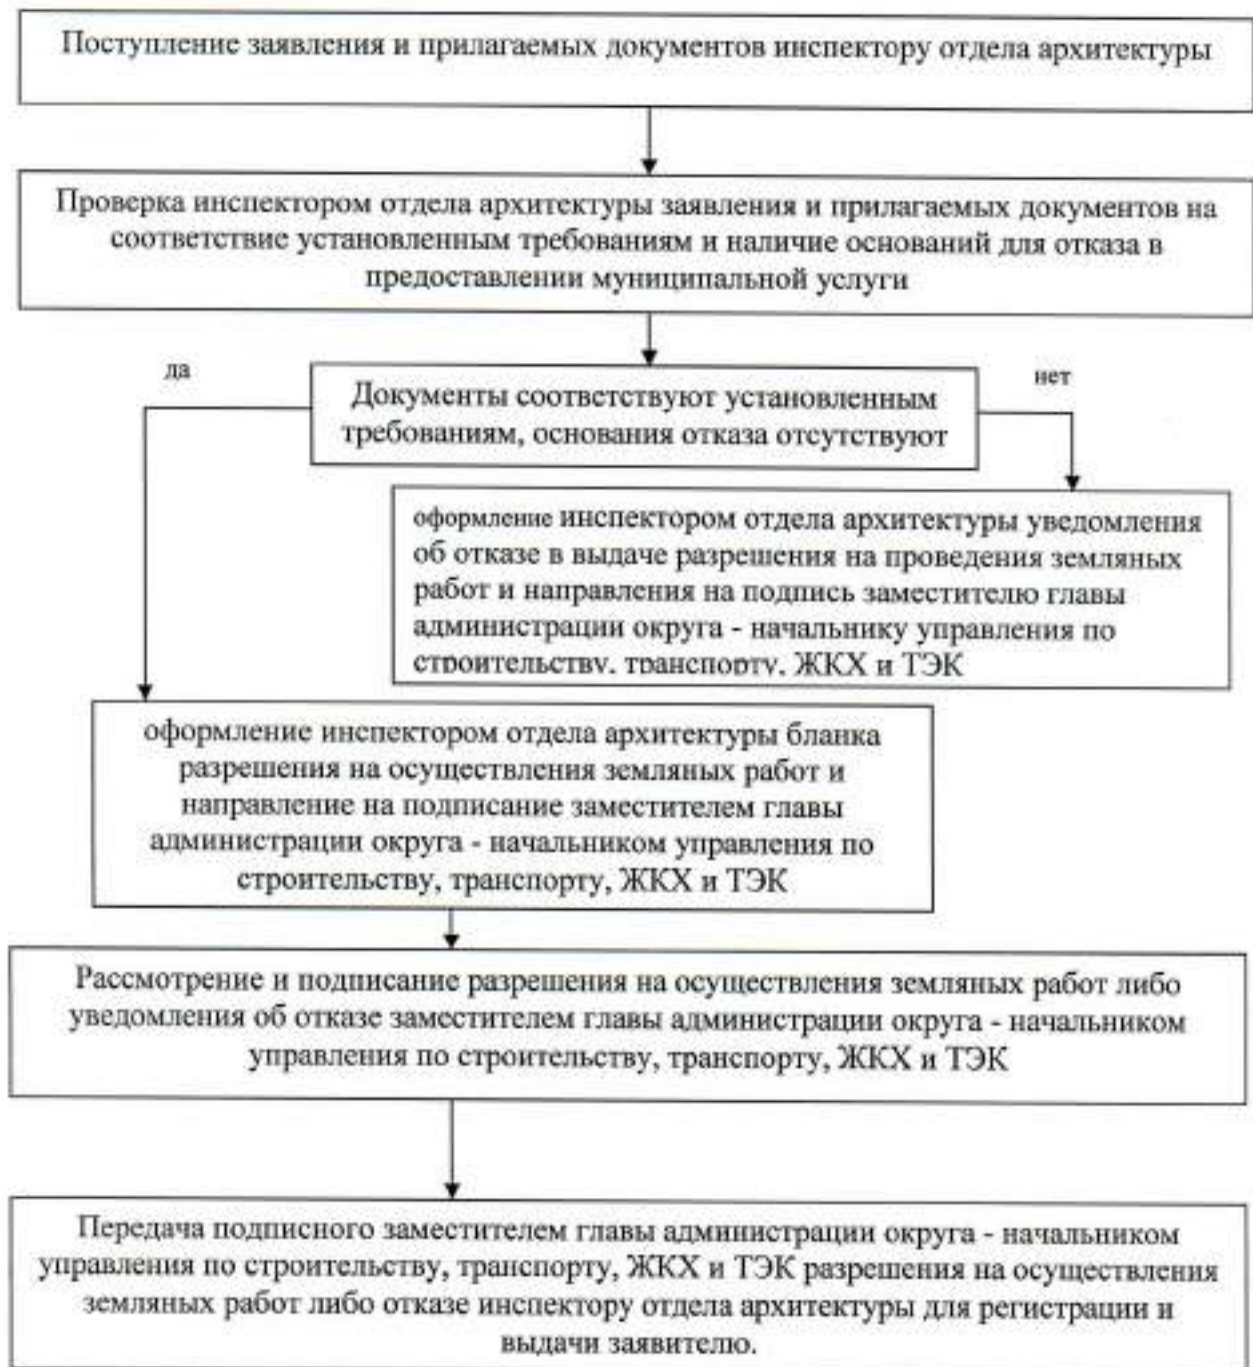 Поступление заявления и прилагаемых документов инспектору отдела архитектуры
Проверка инспектором отдела архитектуры заявления и прилагаемых документов на
соответствие установленным требованиям и наличие оснований для отказа в
предоставлении муниципальной услуги
да
нет
Документы соответствуют установленным
требованиям, основания отказа отсутствуют
оформление инспектором отдела архитектуры уведомления
об отказе в выдаче разрешения на проведения земляных
работ и направления на подпись заместителю главы
администрации округа - начальнику управления по
строительству, транспорту, ЖКХ и ТЭК
оформление инспектором отдела архитектуры бланка
разрешения на осуществления земляных работ и
направление на подписание заместителем главы
администрации округа - начальником управления по
строительству, транспорту, ЖКХ и ТЭК
Рассмотрение и подписание разрешения на осуществления земляных работ либо
уведомления об отказе заместителем главы администрации округа - начальником
управления по строительству, транспорту, ЖКХ и ТЭК
Передача подписного заместителем главы администрации округа - начальником
управления по строительству, транспорту, ЖКХ и ТЭК разрешения на осуществления
земляных работ либо отказе инспектору отдела архитектуры для регистрации и
выдачи заявителю.